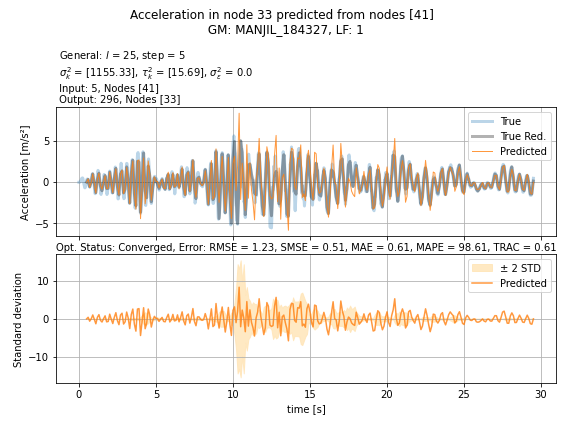 Acceleration in node 33 predicted from nodes [41]
GM: MANJIL_184327, LF: 1
General: l = 25, step = 5
σ²ₖ = [1155.33], τ²ₖ = [15.69], σ²_ε = 0.0
Input: 5, Nodes [41]
Output: 296, Nodes [33]
Acceleration [m/s²]
5
0
−5
True
True Red.
Predicted
Opt. Status: Converged, Error: RMSE = 1.23, SMSE = 0.51, MAE = 0.61, MAPE = 98.61, TRAC = 0.61
Standard deviation
10
0
−10
± 2 STD
Predicted
0 5 10 15 20 25 30
time [s]